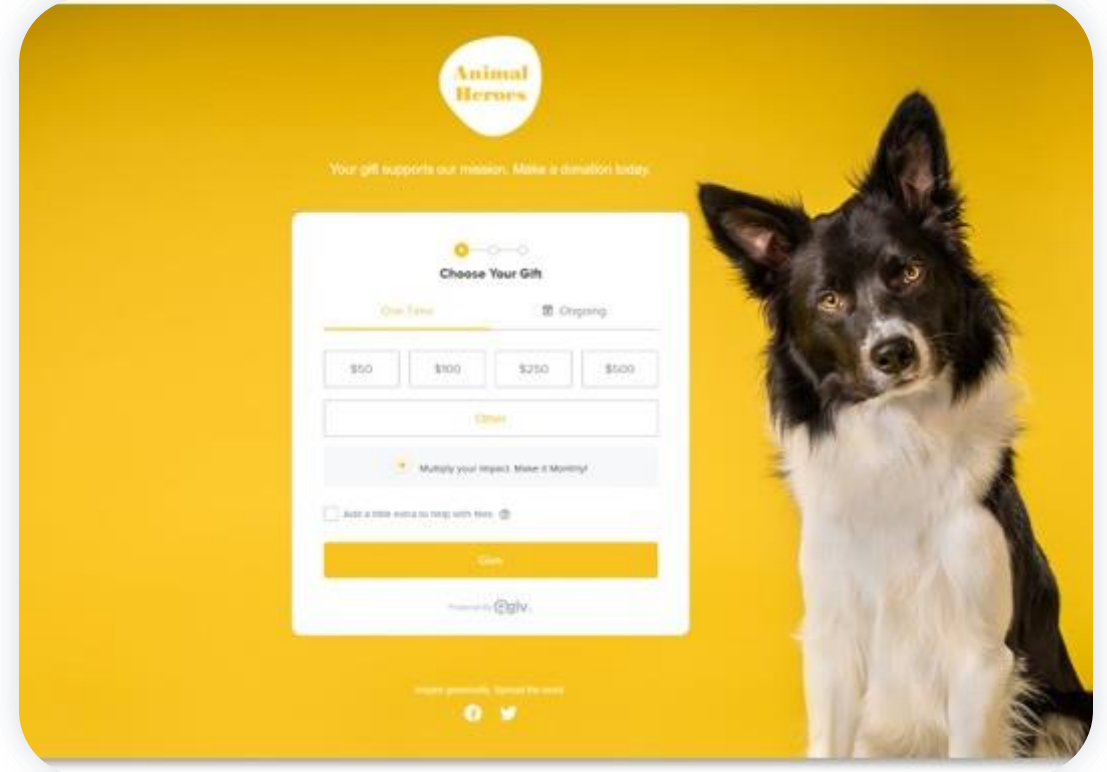 Animal
Heroes
Your gift supports our mission. Make a donation today.
Choose Your Gift
One Time
Ongoing
$50
$100
$250
$500
Other
Multiply your impact. Make it Monthly!
Add a little extra to help with fees
Give
Powered By Qgiv.
Inspire generosity. Spread the word.